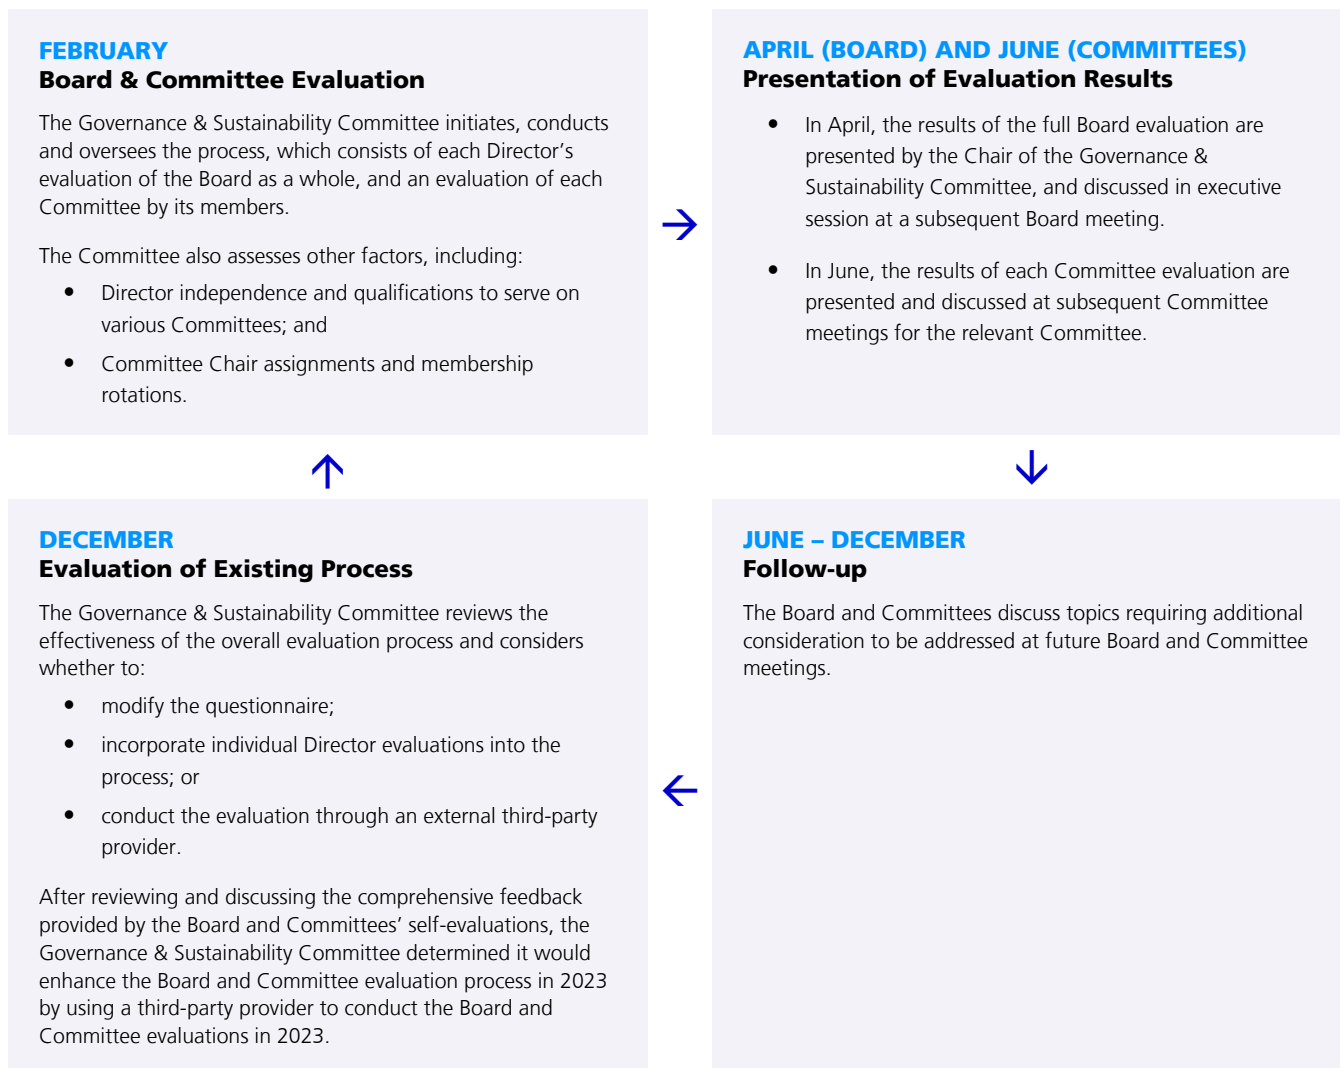 FEBRUARY
Board & Committee Evaluation
The Governance & Sustainability Committee initiates, conducts
and oversees the process, which consists of each Director’s
evaluation of the Board as a whole, and an evaluation of each
Committee by its members.
The Committee also assesses other factors, including:
• Director independence and qualifications to serve on
various Committees; and
• Committee Chair assignments and membership
rotations.
→
APRIL (BOARD) AND JUNE (COMMITTEES)
Presentation of Evaluation Results
• In April, the results of the full Board evaluation are
presented by the Chair of the Governance &
Sustainability Committee, and discussed in executive
session at a subsequent Board meeting.
• In June, the results of each Committee evaluation are
presented and discussed at subsequent Committee
meetings for the relevant Committee.
↓
JUNE – DECEMBER
Follow-up
The Board and Committees discuss topics requiring additional
consideration to be addressed at future Board and Committee
meetings.
←
DECEMBER
Evaluation of Existing Process
The Governance & Sustainability Committee reviews the
effectiveness of the overall evaluation process and considers
whether to:
• modify the questionnaire;
• incorporate individual Director evaluations into the
process; or
• conduct the evaluation through an external third-party
provider.
After reviewing and discussing the comprehensive feedback
provided by the Board and Committees’ self-evaluations, the
Governance & Sustainability Committee determined it would
enhance the Board and Committee evaluation process in 2023
by using a third-party provider to conduct the Board and
Committee evaluations in 2023.
↑